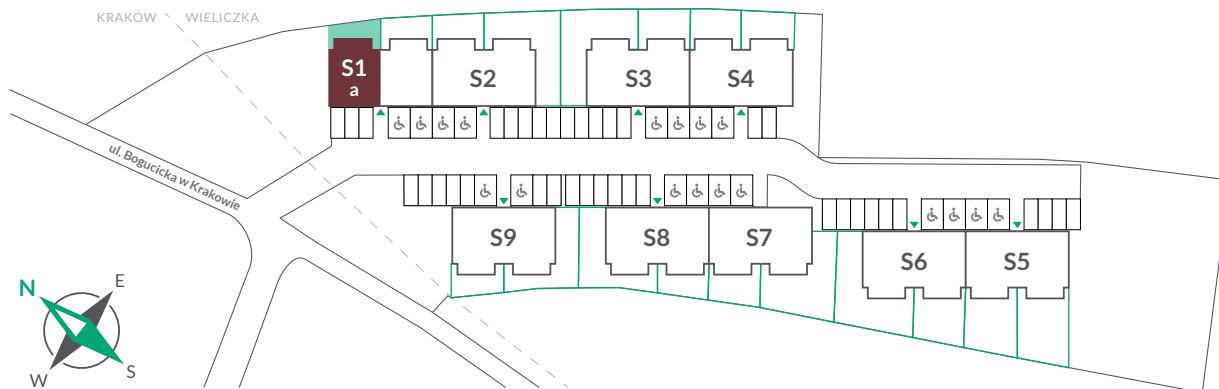 KRAKÓW WIELICZKA
S1
a
S2
S3
S4
ul. Bogucicka w Krakowie
S9
S8
S7
S6
S5
N
E
W
S